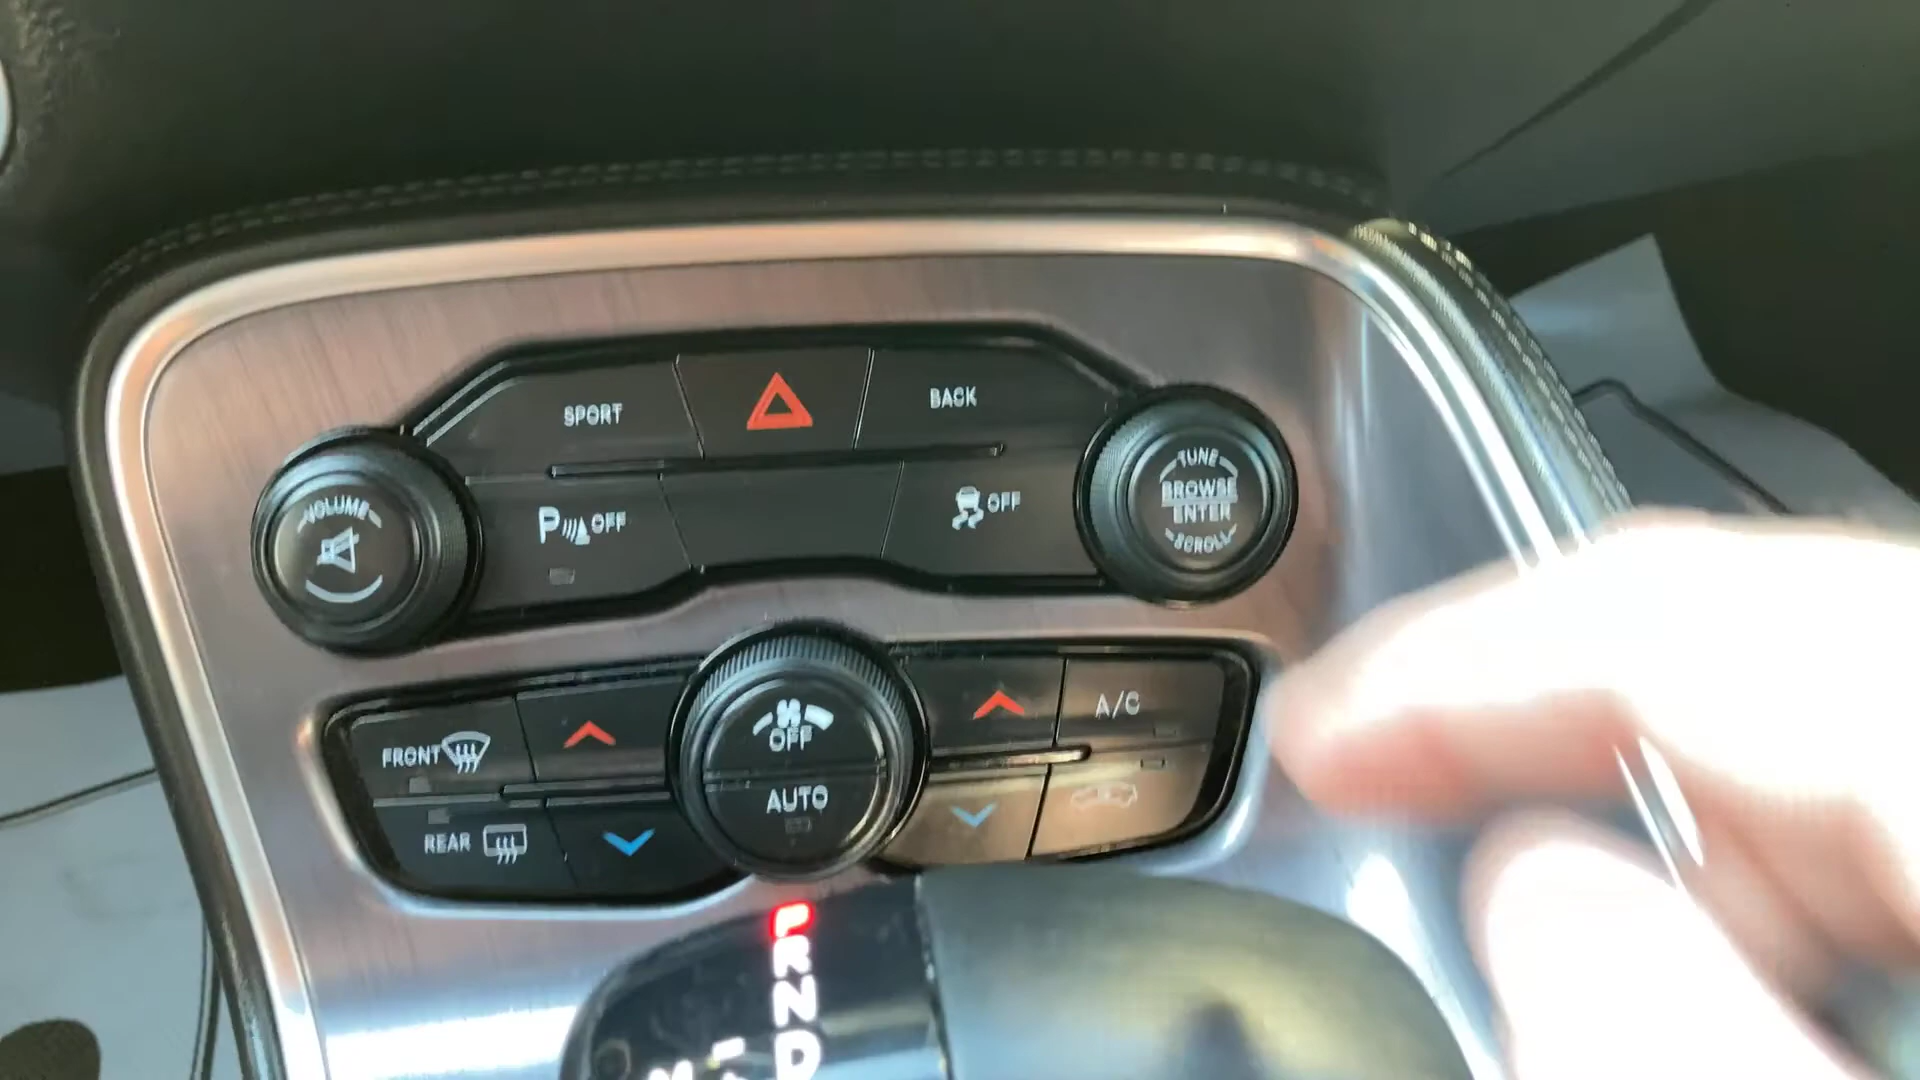 SPORT
BACK
VOLUME
P OFF
OFF
TUNE
BROWSE
ENTER
SCROLL
FRONT
OFF
A/C
AUTO
REAR
P
R
N
D
M